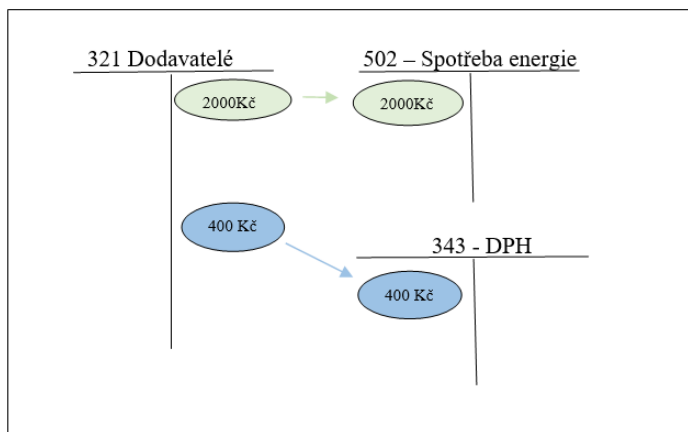 321 Dodavatelé
502 – Spotřeba energie
2000Kč
2000Kč
400 Kč
343 - DPH
400 Kč